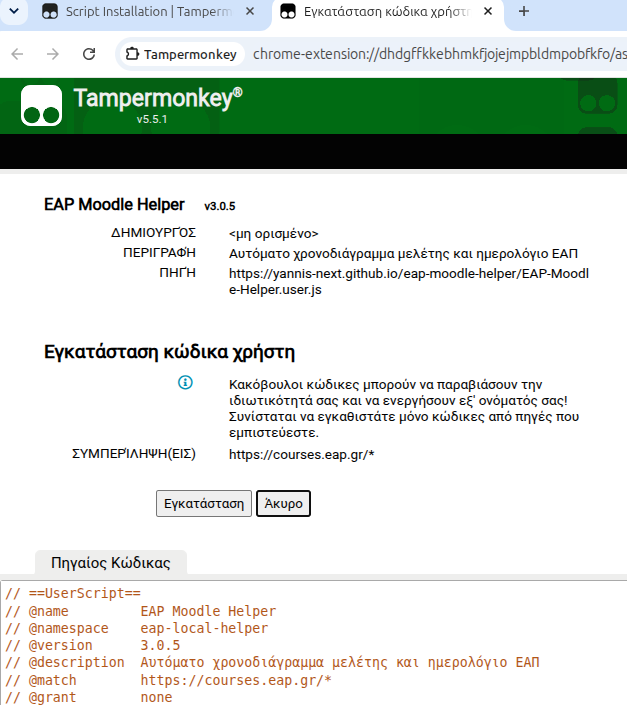 Script Installation | Tamperm
Εγκατάσταση κώδικα χρήστη
Tampermonkey
chrome-extension://dhdgffkkebhmkfjojejmpbldmpobfkfo/as
Tampermonkey®
v5.5.1
EAP Moodle Helper v3.0.5
ΔΗΜΙΟΥΡΓΌΣ <μη ορισμένο>
ΠΕΡΙΓΡΑΦΉ Αυτόματο χρονοδιάγραμμα μελέτης και ημερολόγιο ΕΑΠ
ΠΗΓΉ https://yannis-next.github.io/eap-moodle-helper/EAP-Moodl
e-Helper.user.js
Εγκατάσταση κώδικα χρήστη
Κακόβουλοι κώδικες μπορούν να παραβιάσουν την
ιδιωτικότητά σας και να ενεργήσουν εξ' ονόματός σας!
Συνίσταται να εγκαθιστάτε μόνο κώδικες από πηγές που
εμπιστεύεστε.
ΣΥΜΠΕΡΊΛΗΨΗ(ΕΙΣ) https://courses.eap.gr/*
Εγκατάσταση Άκυρο
Πηγαίος Κώδικας
// ==UserScript==
// @name EAP Moodle Helper
// @namespace eap-local-helper
// @version 3.0.5
// @description Αυτόματο χρονοδιάγραμμα μελέτης και ημερολόγιο ΕΑΠ
// @match https://courses.eap.gr/*
// @grant none